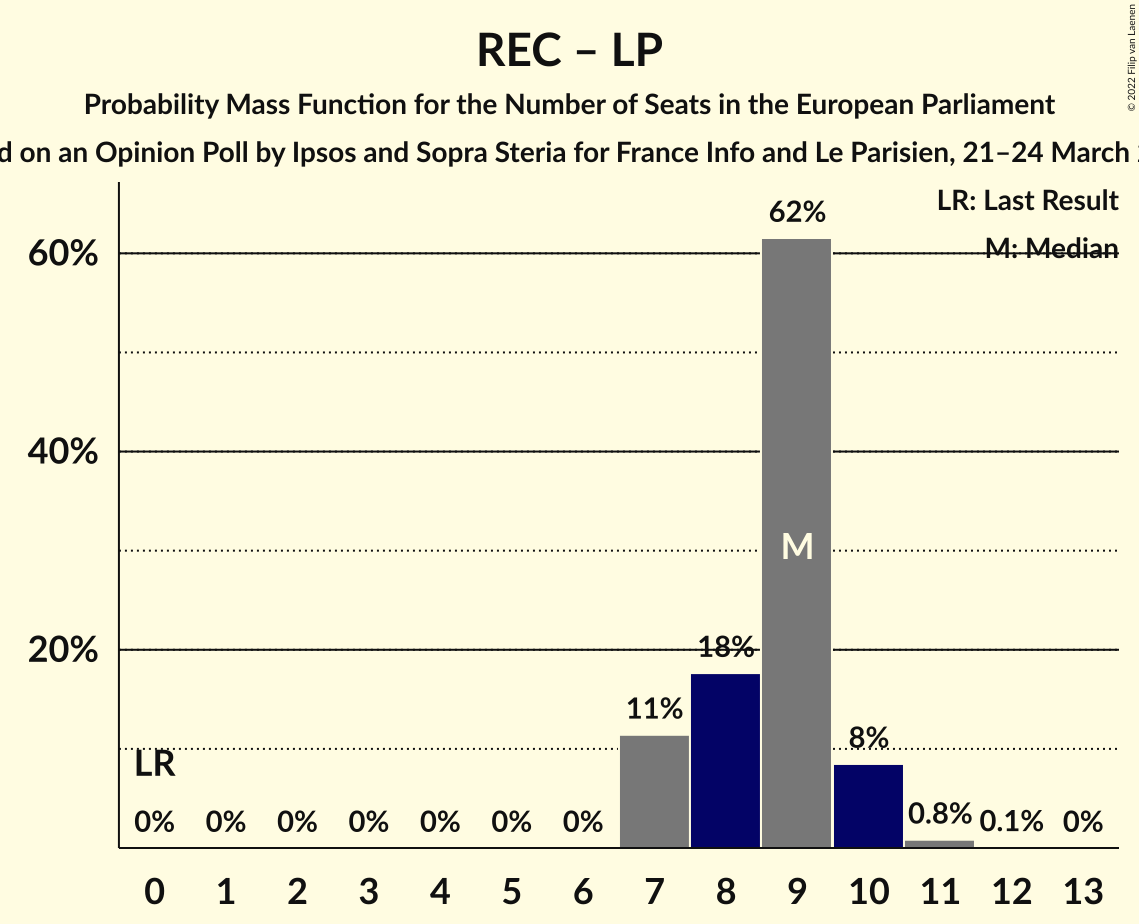 REC – LP
Probability Mass Function for the Number of Seats in the European Parliament
on an Opinion Poll by Ipsos and Sopra Steria for France Info and Le Parisien, 21–24 March
© 2022 Filip van Laenen
LR: Last Result
M: Median
62%
60%
40%
M
20%
18%
11%
8%
LR
0% 0% 0% 0% 0% 0% 0% 0.8% 0.1% 0%
0 1 2 3 4 5 6 7 8 9 10 11 12 13